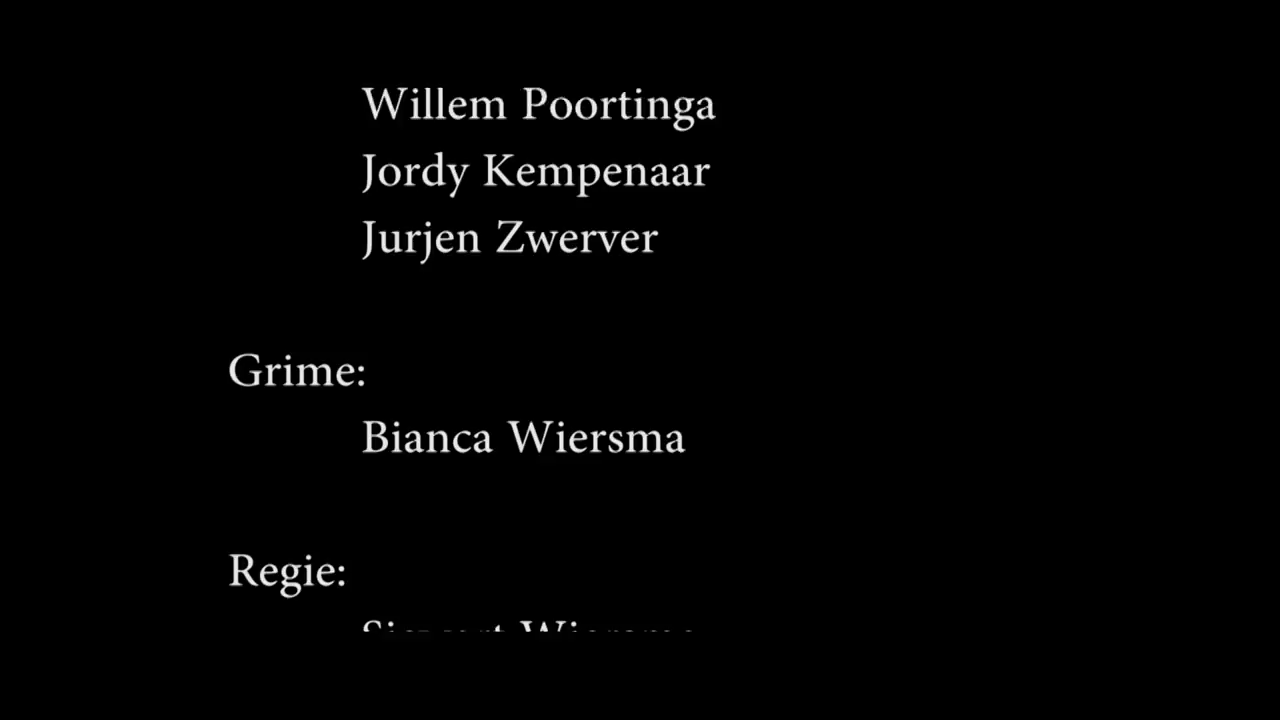 Willem Poortinga
Jordy Kempenaar
Jurjen Zwerver
Grime:
Bianca Wiersma
Regie: